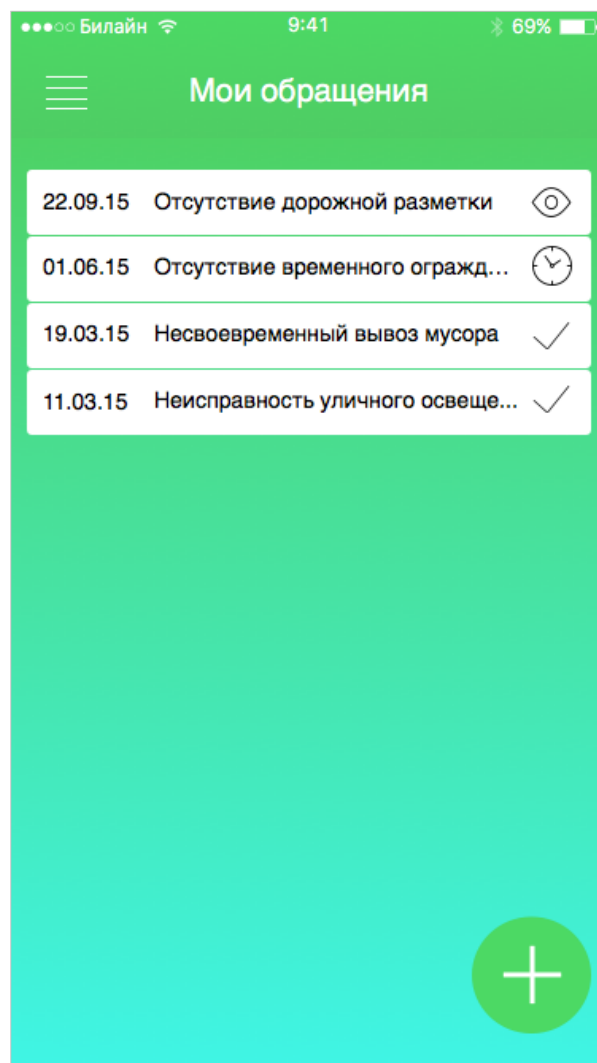 Билайн 9:41 69%
Мои обращения
22.09.15 Отсутствие дорожной разметки
01.06.15 Отсутствие временного огражд...
19.03.15 Несвоевременный вывоз мусора
11.03.15 Неисправность уличного освеще...